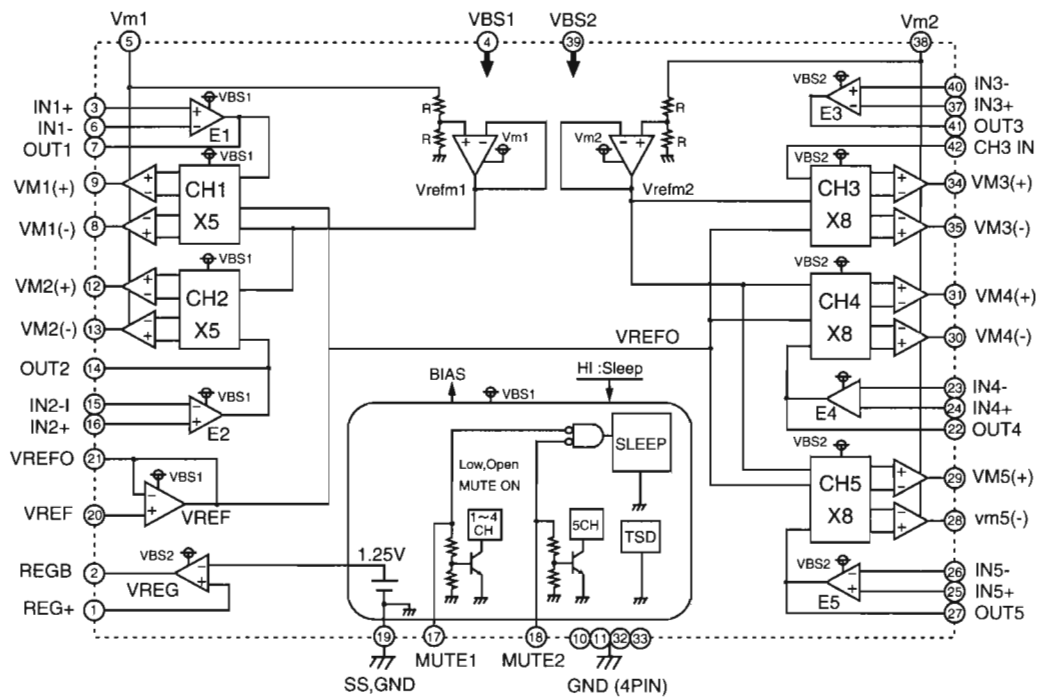 Vm1
VBS1
VBS2
Vm2
5
4
39
38
IN1+
3
VBS1
+
−
E1
IN1-
6
OUT1
7
R
R
+ −
Vm1
Vrefm1
Vm2
+ −
R
R
Vrefm2
VBS2
+
−
E3
40
IN3-
37
IN3+
41
OUT3
42
CH3 IN
VM1(+)
9
+
−
VBS1
CH1
X5
VM1(-)
8
+
−
VBS2
CH3
X8
+
−
34
VM3(+)
+
−
35
VM3(-)
VM2(+)
12
+
−
VBS1
CH2
X5
VM2(-)
13
+
−
VBS2
CH4
X8
+
−
31
VM4(+)
+
−
30
VM4(-)
OUT2
14
VREFO
IN2-I
15
VBS1
−
+
E2
IN2+
16
VBS2
−
+
E4
23
IN4-
24
IN4+
22
OUT4
BIAS
VBS1
HI :Sleep
SLEEP
Low,Open
MUTE ON
1~4
CH
5CH
TSD
1.25V
VREFO
21
VBS1
−
+
VREF
VREF
20
VBS2
CH5
X8
+
−
29
VM5(+)
+
−
28
vm5(-)
REGB
2
VBS2
−
+
VREG
REG+
1
VBS2
−
+
E5
26
IN5-
25
IN5+
27
OUT5
19
SS,GND
17
MUTE1
18
MUTE2
10 11 32 33
GND (4PIN)